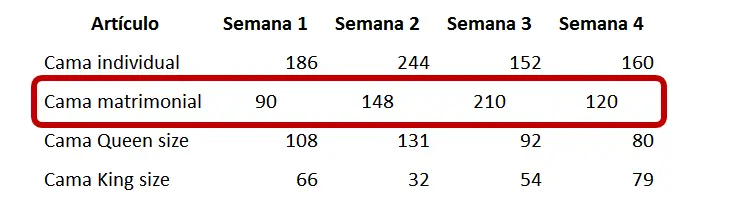 Artículo Semana 1 Semana 2 Semana 3 Semana 4
Cama individual 186 244 152 160
Cama matrimonial 90 148 210 120
Cama Queen size 108 131 92 80
Cama King size 66 32 54 79